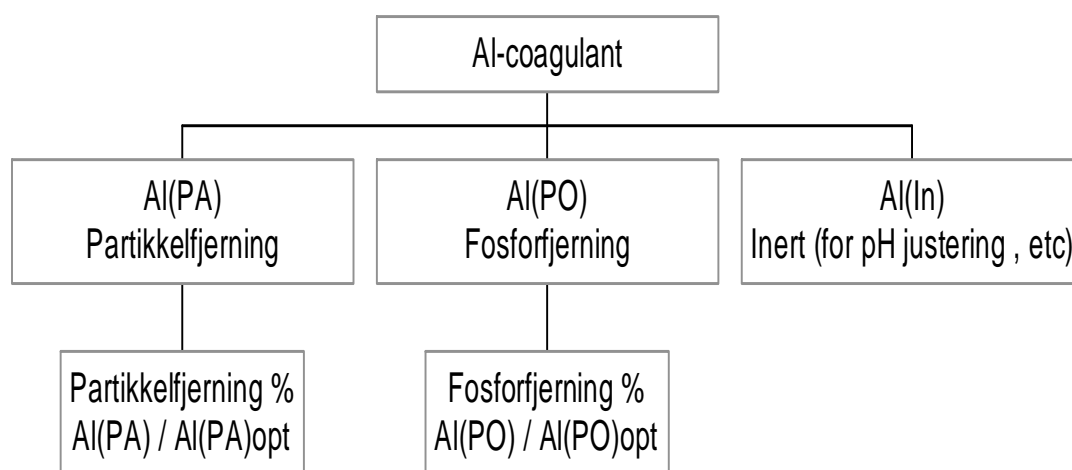 Al-coagulant
Al(PA)
Partikkelfjerning
Al(PO)
Fosforfjerning
Al(In)
Inert (for pH justering , etc)
Partikkelfjerning %
Al(PA) / Al(PA)opt
Fosforfjerning %
Al(PO) / Al(PO)opt